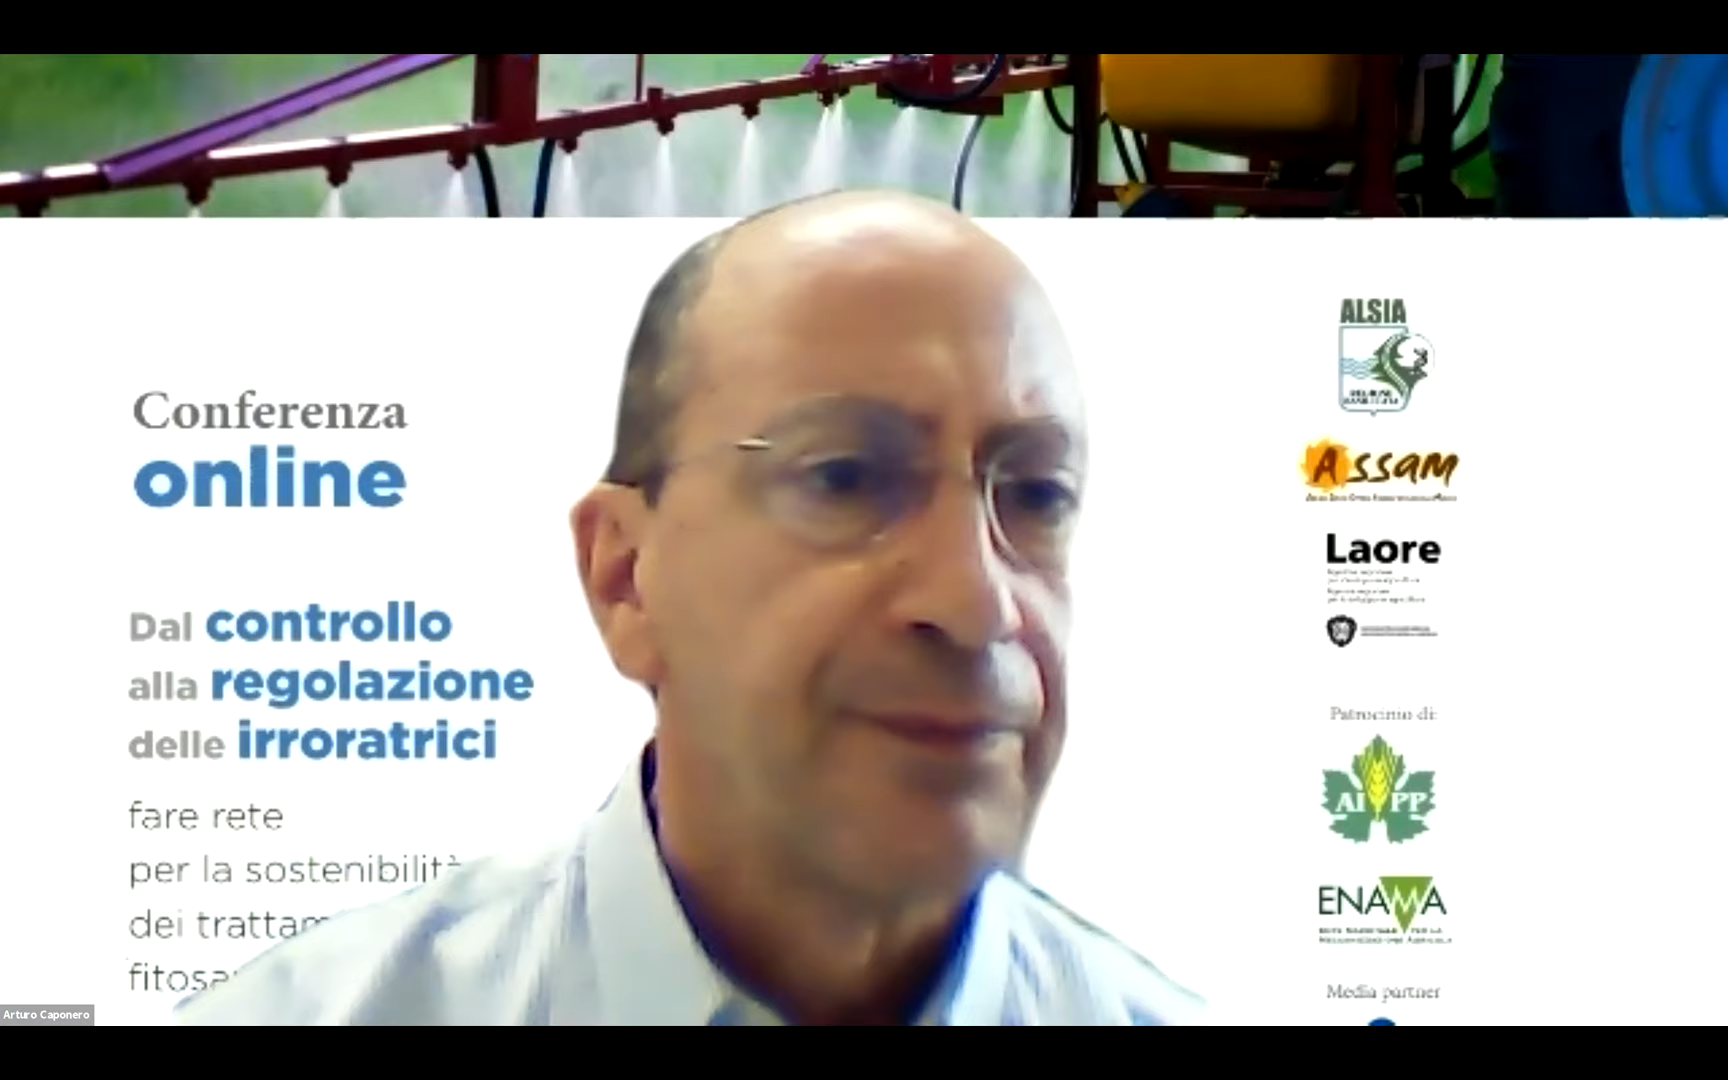 Conferenza
online
Dal controllo
alla regolazione
delle irroratrici
fare rete
per la sostenibilità
dei trattam
fitosa
ALSIA
Assam
Laore
Patrocinio di:
AIPP
ENAMA
Media partner
Arturo Caponero